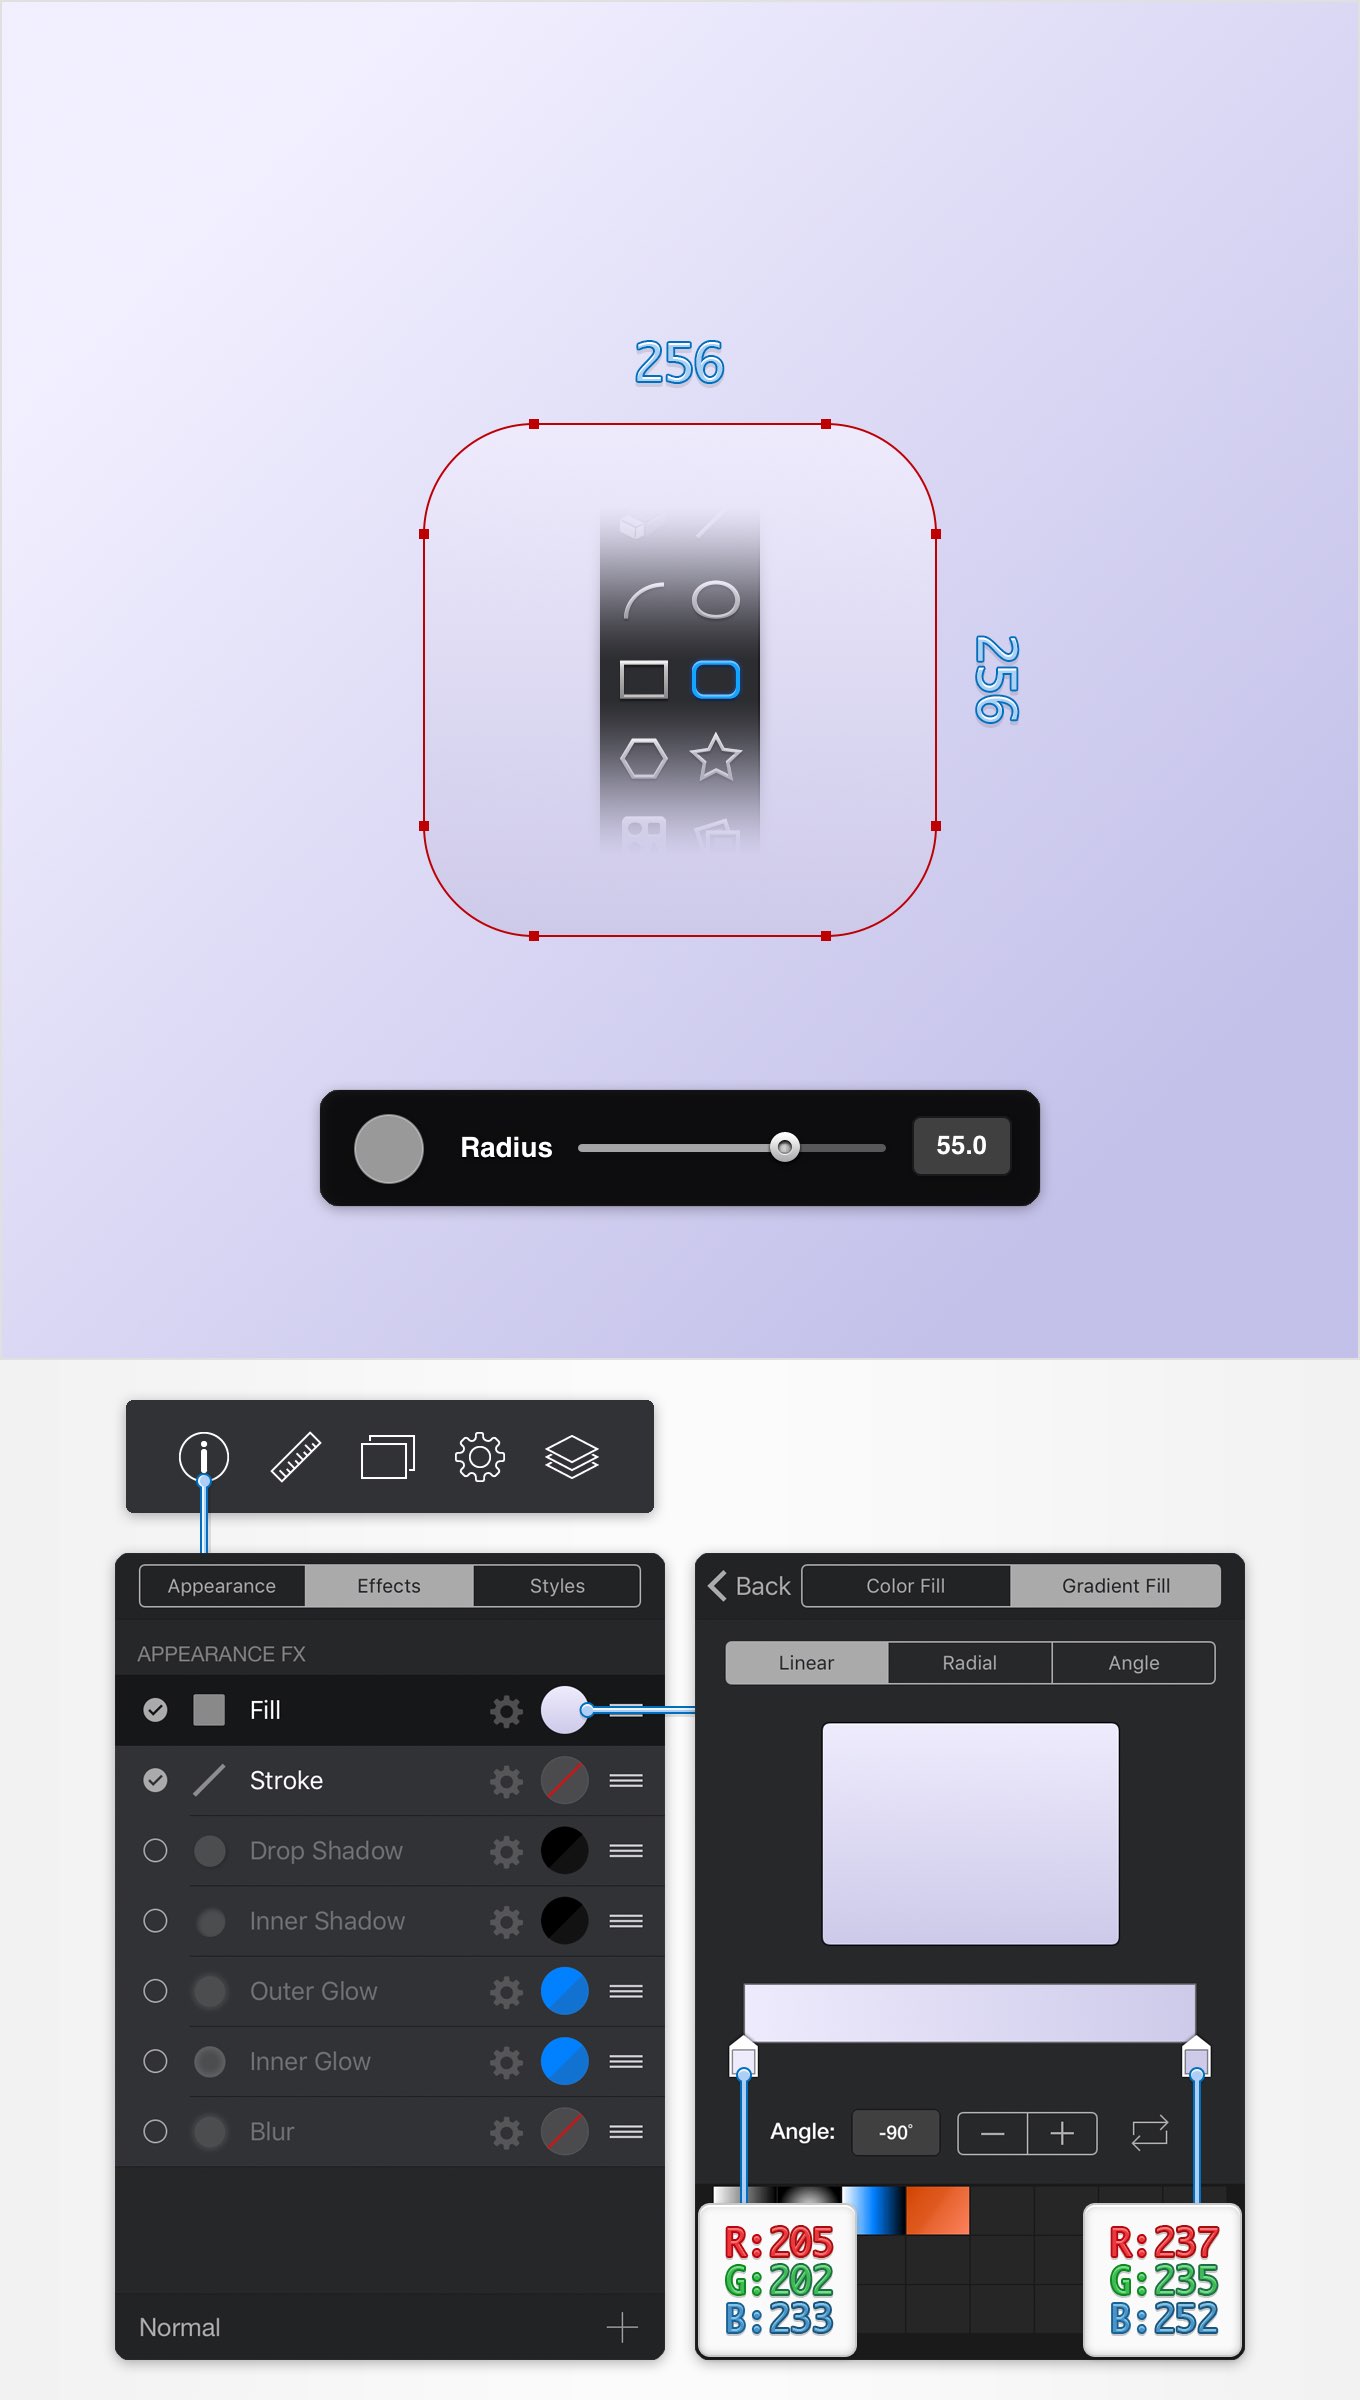 256
256
Radius
55.0
Appearance
Effects
Styles
APPEARANCE FX
Fill
Stroke
Drop Shadow
Inner Shadow
Outer Glow
Inner Glow
Blur
Normal
Back
Color Fill
Gradient Fill
Linear
Radial
Angle
Angle:
-90°
R:205
G:202
B:233
R:237
G:235
B:252